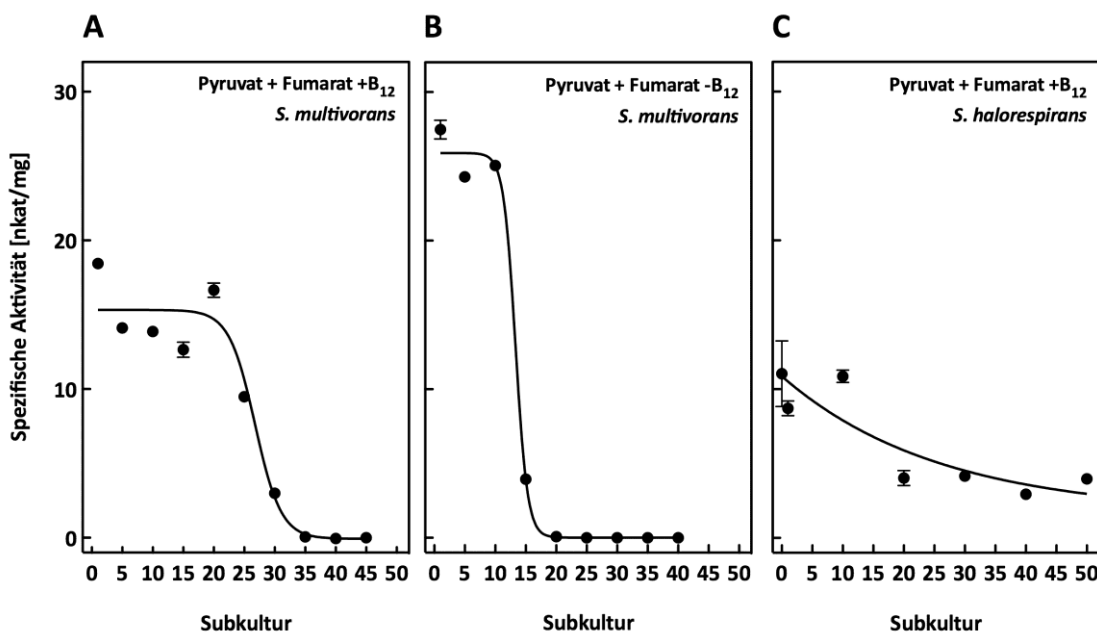 A
B
C
Pyruvat + Fumarat +B12
S. multivorans
Pyruvat + Fumarat -B12
S. multivorans
Pyruvat + Fumarat +B12
S. halorespirans
Spezifische Aktivität [nkat/mg]
30
20
10
0
0 5 10 15 20 25 30 35 40 45 50
0 5 10 15 20 25 30 35 40 45 50
0 5 10 15 20 25 30 35 40 45 50
Subkultur
Subkultur
Subkultur